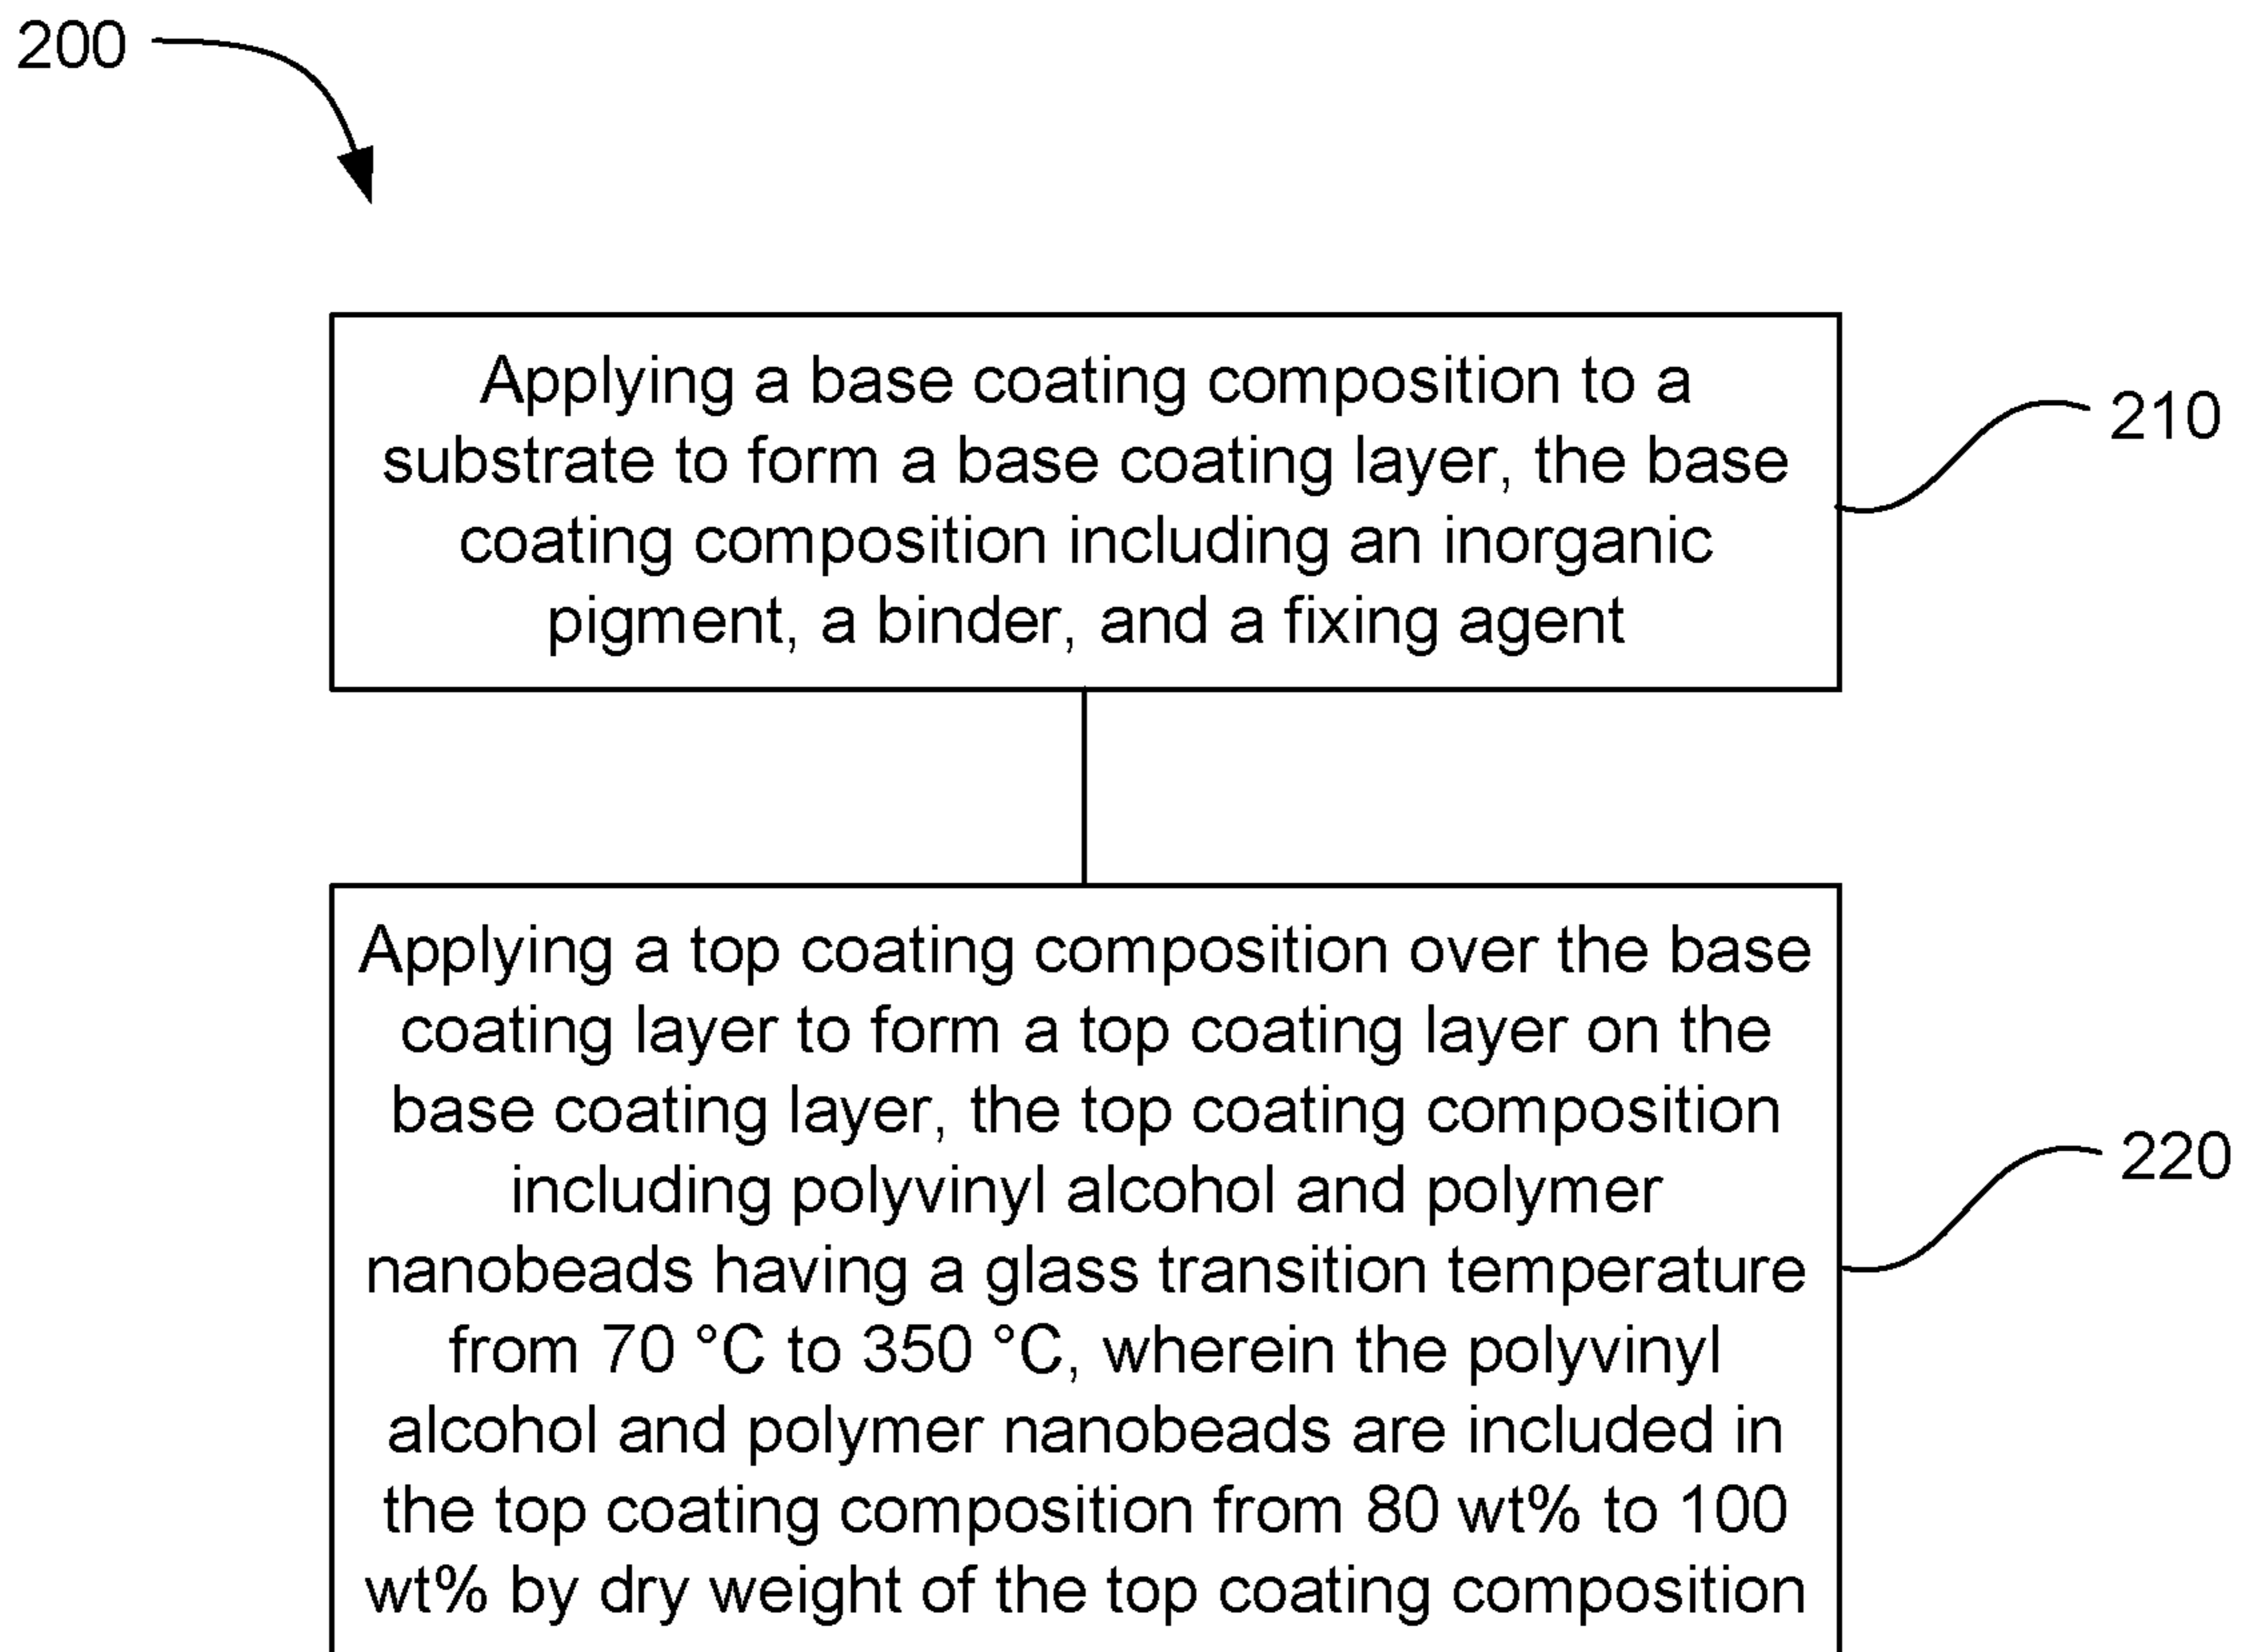 200
Applying a base coating composition to a
substrate to form a base coating layer, the base
coating composition including an inorganic
pigment, a binder, and a fixing agent
210
Applying a top coating composition over the base
coating layer to form a top coating layer on the
base coating layer, the top coating composition
including polyvinyl alcohol and polymer
nanobeads having a glass transition temperature
from 70 °C to 350 °C, wherein the polyvinyl
alcohol and polymer nanobeads are included in
the top coating composition from 80 wt% to 100
wt% by dry weight of the top coating composition
220